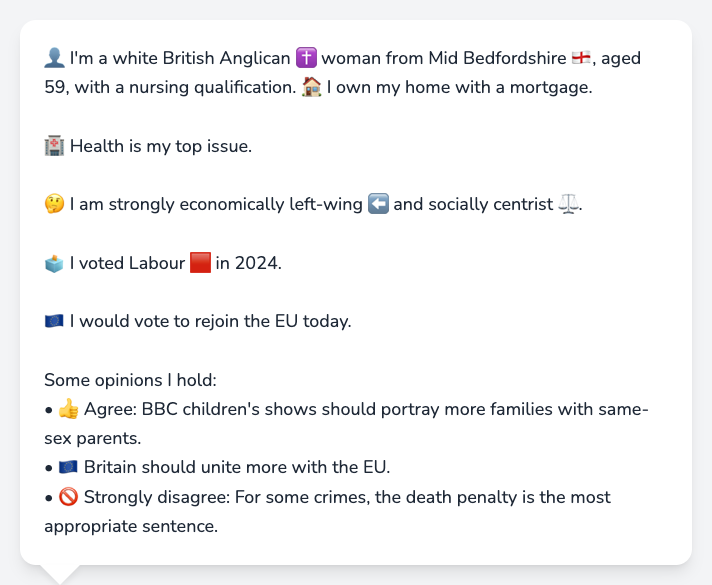 👤 I'm a white British Anglican ✝️ woman from Mid Bedfordshire 🏴󠁧󠁢󠁥󠁮󠁧󠁿, aged
59, with a nursing qualification. 🏠 I own my home with a mortgage.
🏥 Health is my top issue.
🤔 I am strongly economically left-wing ⬅️ and socially centrist ⚖️.
🗳️ I voted Labour 🟥 in 2024.
🇪🇺 I would vote to rejoin the EU today.
Some opinions I hold:
• 👍 Agree: BBC children's shows should portray more families with same-
sex parents.
• 🇪🇺 Britain should unite more with the EU.
• 🚫 Strongly disagree: For some crimes, the death penalty is the most
appropriate sentence.